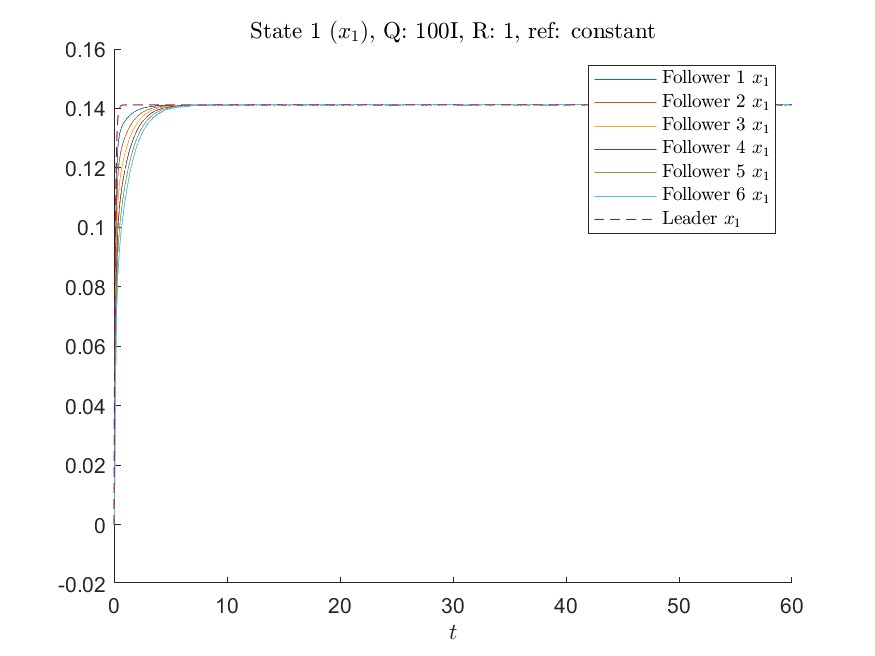 State 1 (x₁), Q: 100I, R: 1, ref: constant
0.16
0.14
0.12
0.1
0.08
0.06
0.04
0.02
0
-0.02
Follower 1 x₁
Follower 2 x₁
Follower 3 x₁
Follower 4 x₁
Follower 5 x₁
Follower 6 x₁
Leader x₁
0 10 20 30 40 50 60
t